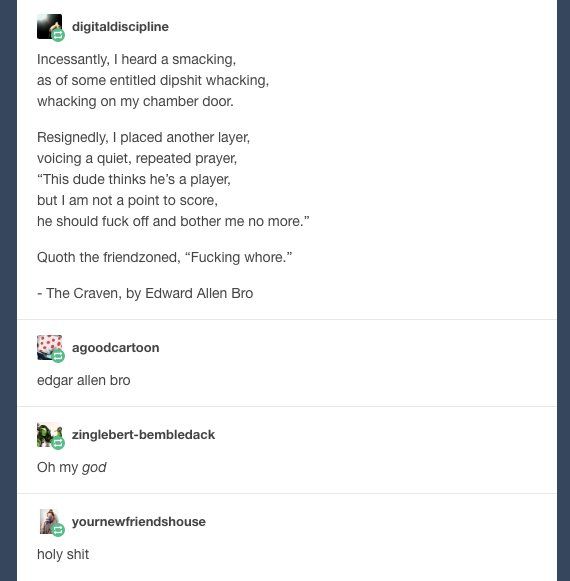 digitaldiscipline
Incessantly, I heard a smacking,
as of some entitled dipshit whacking,
whacking on my chamber door.
Resignedly, I placed another layer,
voicing a quiet, repeated prayer,
“This dude thinks he’s a player,
but I am not a point to score,
he should fuck off and bother me no more.”
Quoth the friendzoned, “Fucking whore.”
- The Craven, by Edward Allen Bro
agoodcartoon
edgar allen bro
zinglebert-bembledack
Oh my god
yournewfriendshouse
holy shit